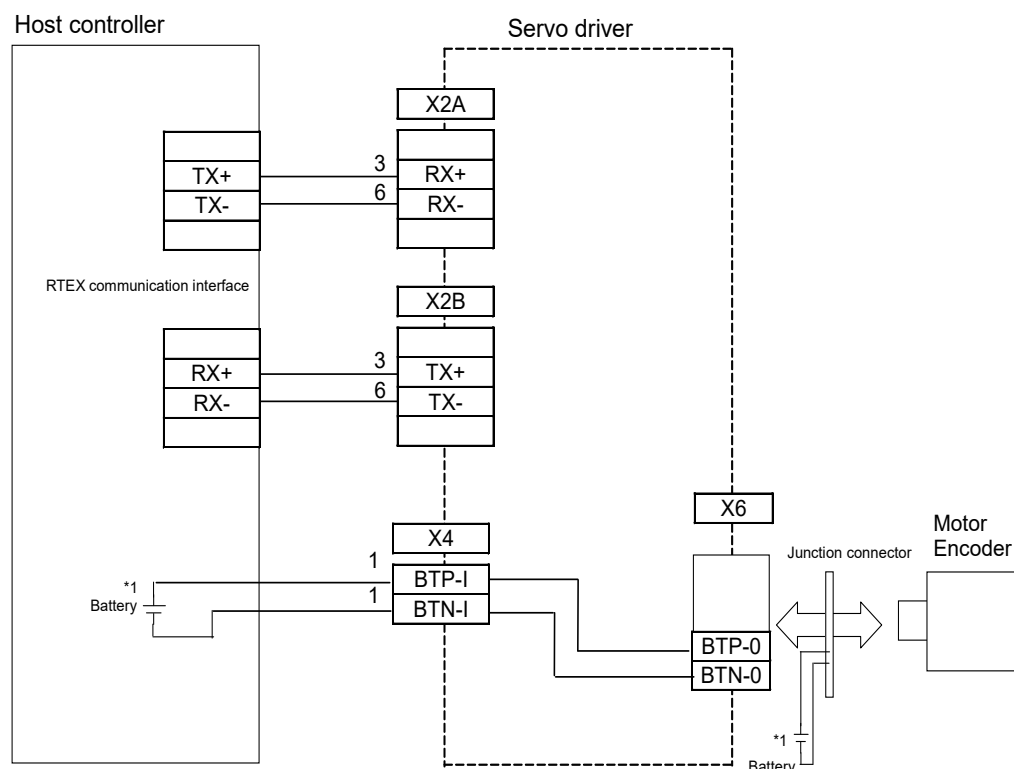 Host controller
Servo driver
X2A
TX+
3
RX+
TX-
6
RX-
RTEX communication interface
X2B
RX+
3
TX+
RX-
6
TX-
X6
X4
Motor
Encoder
Junction connector
*1
Battery
1
BTP-I
1
BTN-I
BTP-0
BTN-0
*1
Battery